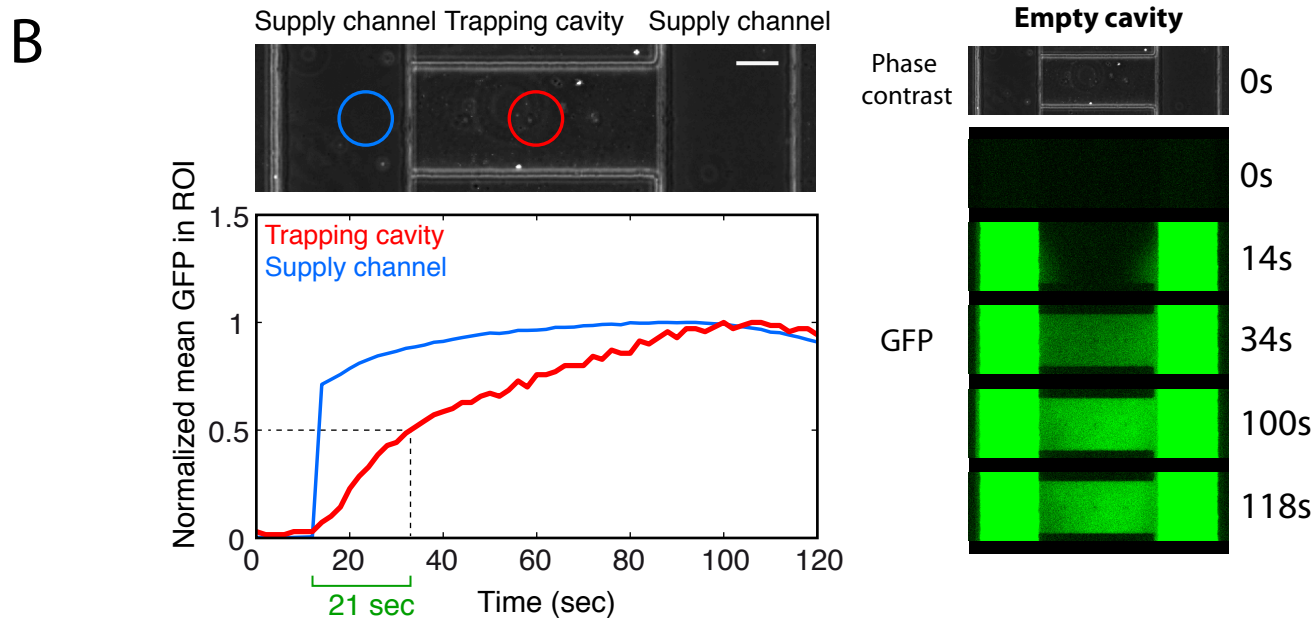 B
Supply channel Trapping cavity Supply channel
Normalized mean GFP in ROI
1.5
1
0.5
0
Trapping cavity
Supply channel
0 20 40 60 80 100 120
21 sec
Time (sec)
Empty cavity
Phase
contrast
0s
0s
14s
GFP
34s
100s
118s